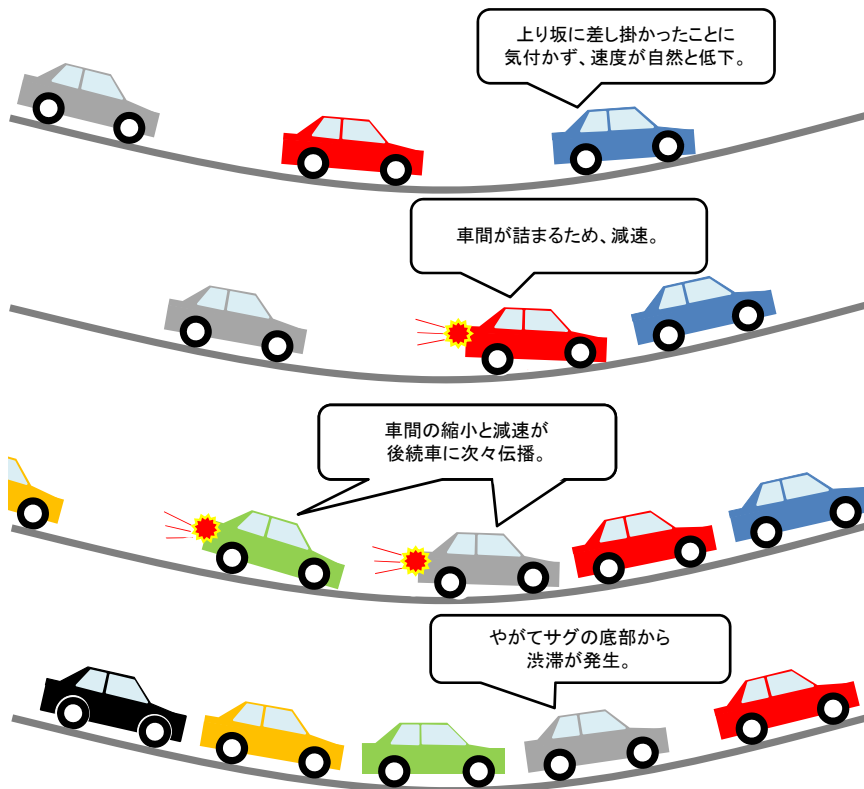 上り坂に差し掛かったことに
気付かず、速度が自然と低下。
車間が詰まるため、減速。
車間の縮小と減速が
後続車に次々伝播。
やがてサグの底部から
渋滞が発生。